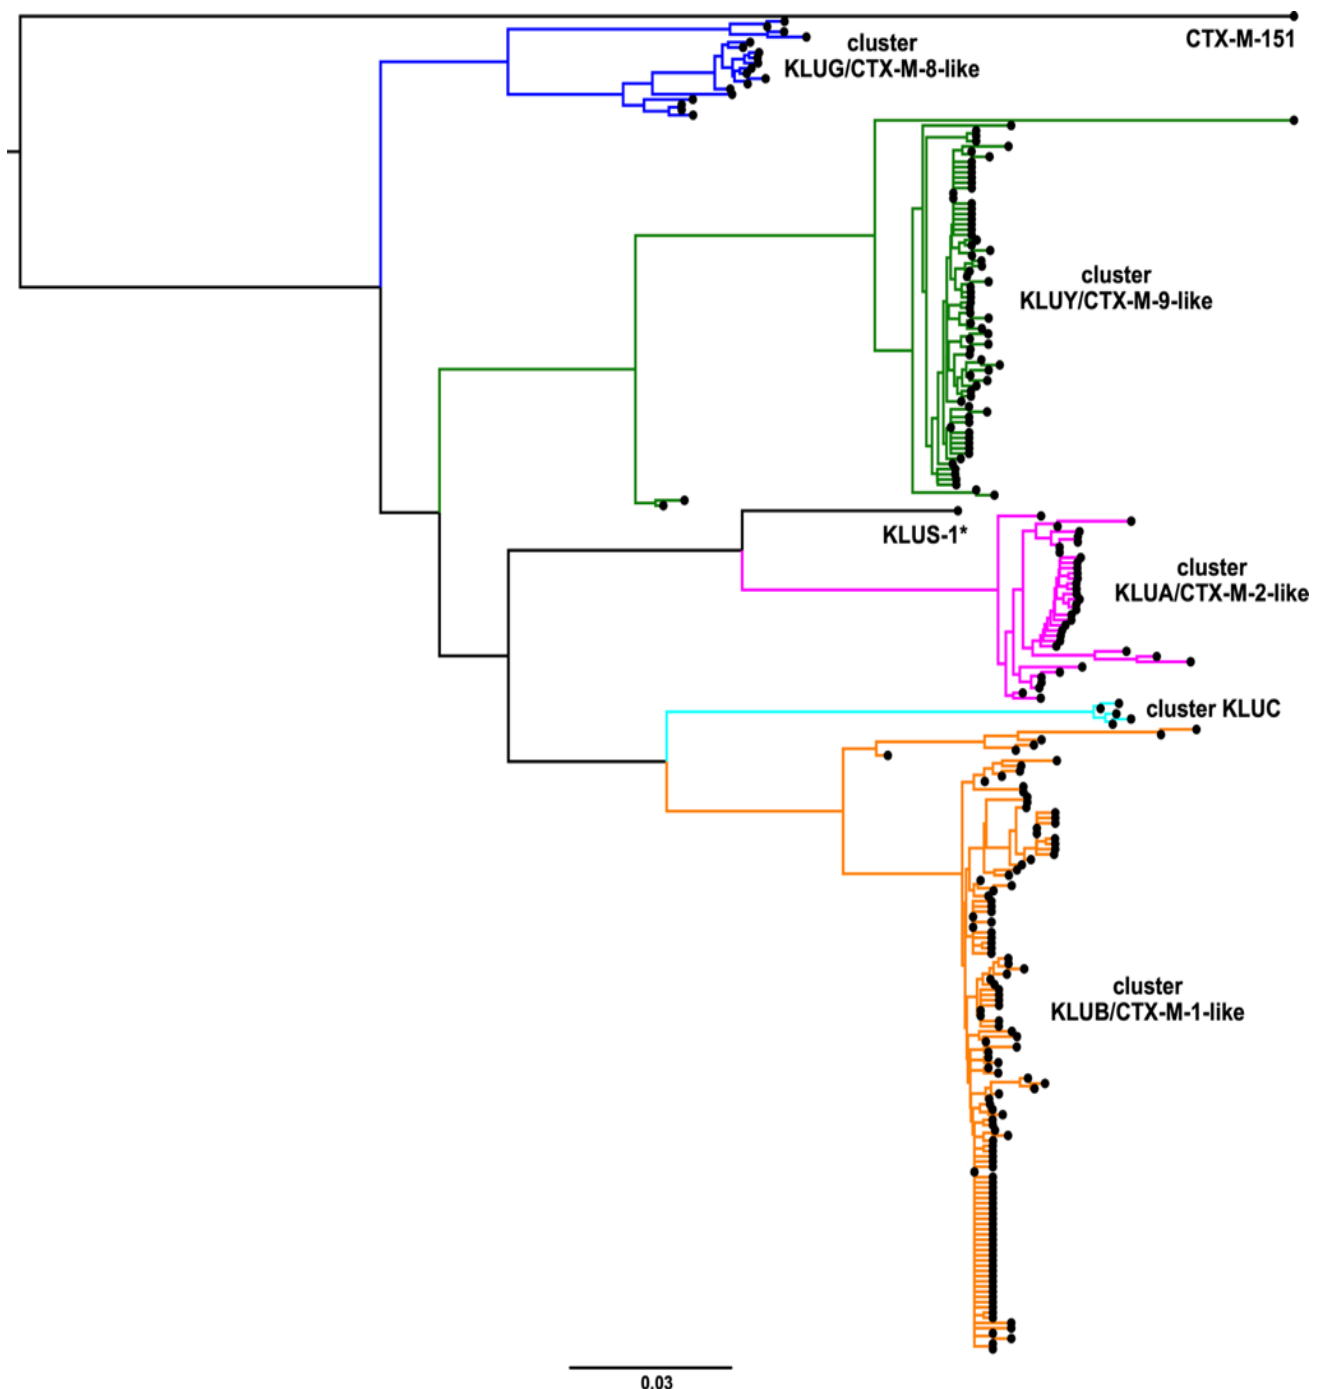 CTX-M-151
cluster
KLUG/CTX-M-8-like
cluster
KLUY/CTX-M-9-like
KLUS-1*
cluster
KLUA/CTX-M-2-like
cluster KLUC
cluster
KLUB/CTX-M-1-like
0.03